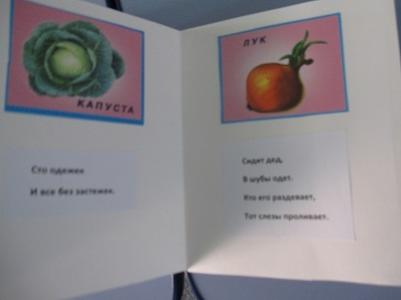 КАПУСТА
Сто одежек
И все без застежек.
ЛУК
Сидит дед,
В шубы одет.
Кто его раздевает,
Тот слезы проливает.